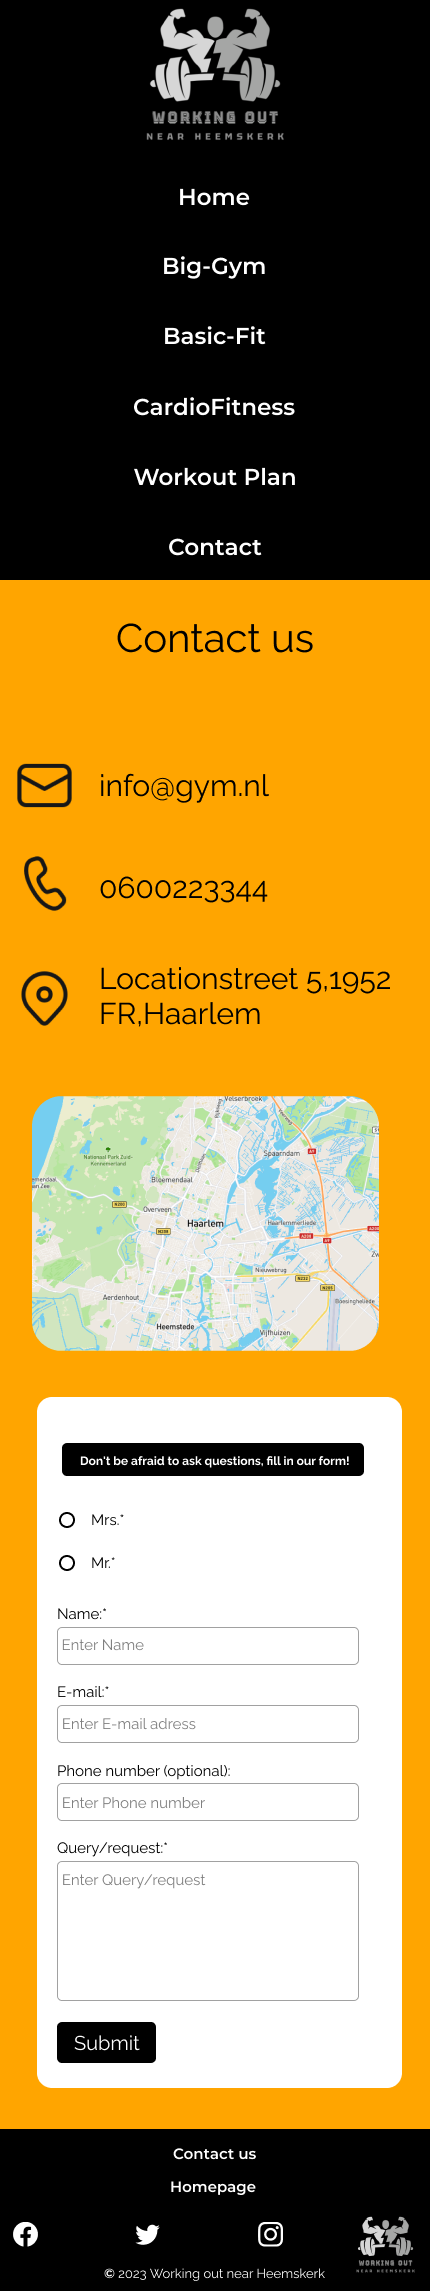 WORKING OUT
NEAR HEEMSKERK
Home
Big-Gym
Basic-Fit
CardioFitness
Workout Plan
Contact
Contact us
info@gym.nl
0600223344
Locationstreet 5,1952
FR,Haarlem
Velserbroek
Nationaal Park Zuid-
Kennemerland
Spaarndam
Bloemendaal
Overveen
Haarlem
Haarlemmerliede
Nieuwebrug
Aerdenhout
Boesingheliede
Heemstede
Vijfhuizen
Don't be afraid to ask questions, fill in our form!
Mrs.*
Mr.*
Name:*
Enter Name
E-mail:*
Enter E-mail adress
Phone number (optional):
Enter Phone number
Query/request:*
Enter Query/request
Submit
Contact us
Homepage
WORKING OUT
NEAR HEEMSKERK
© 2023 Working out near Heemskerk